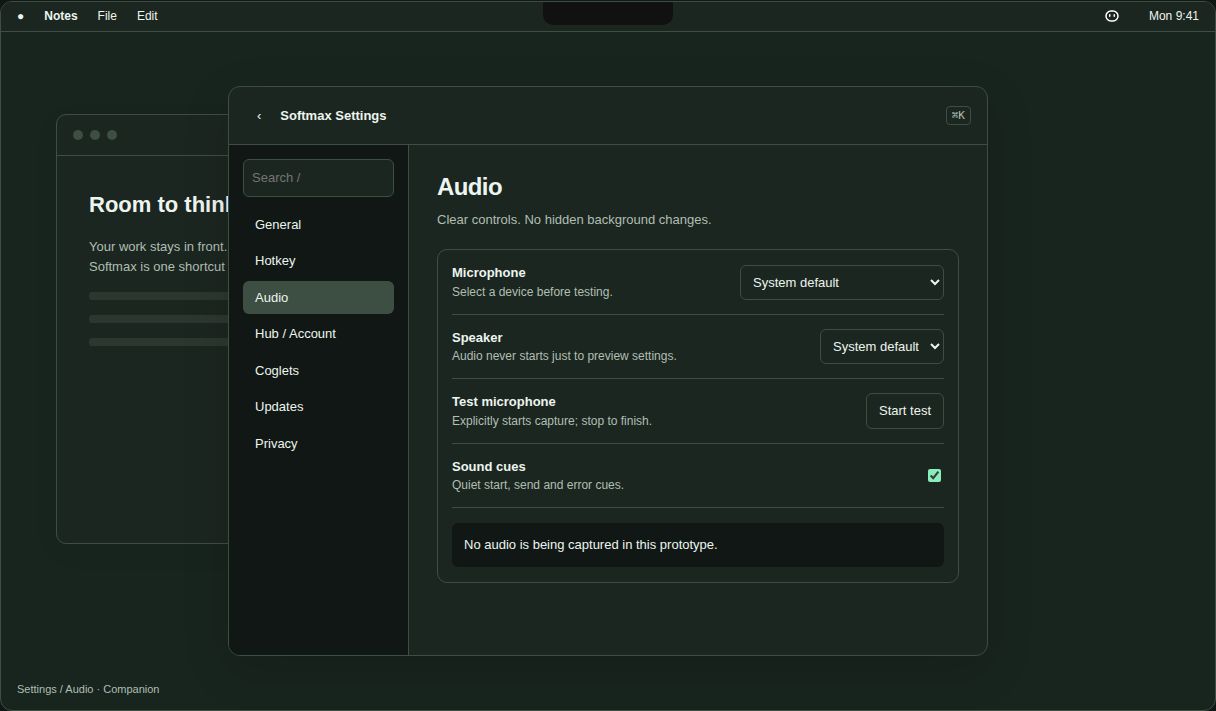 Notes File Edit Mon 9:41
‹ Softmax Settings ⌘K
Room to think
Your work stays in front.
Softmax is one shortcut
Search /
General
Hotkey
Audio
Hub / Account
Coglets
Updates
Privacy
Audio
Clear controls. No hidden background changes.
Microphone
Select a device before testing.
System default
Speaker
Audio never starts just to preview settings.
System default
Test microphone
Explicitly starts capture; stop to finish.
Start test
Sound cues
Quiet start, send and error cues.
No audio is being captured in this prototype.
Settings / Audio · Companion